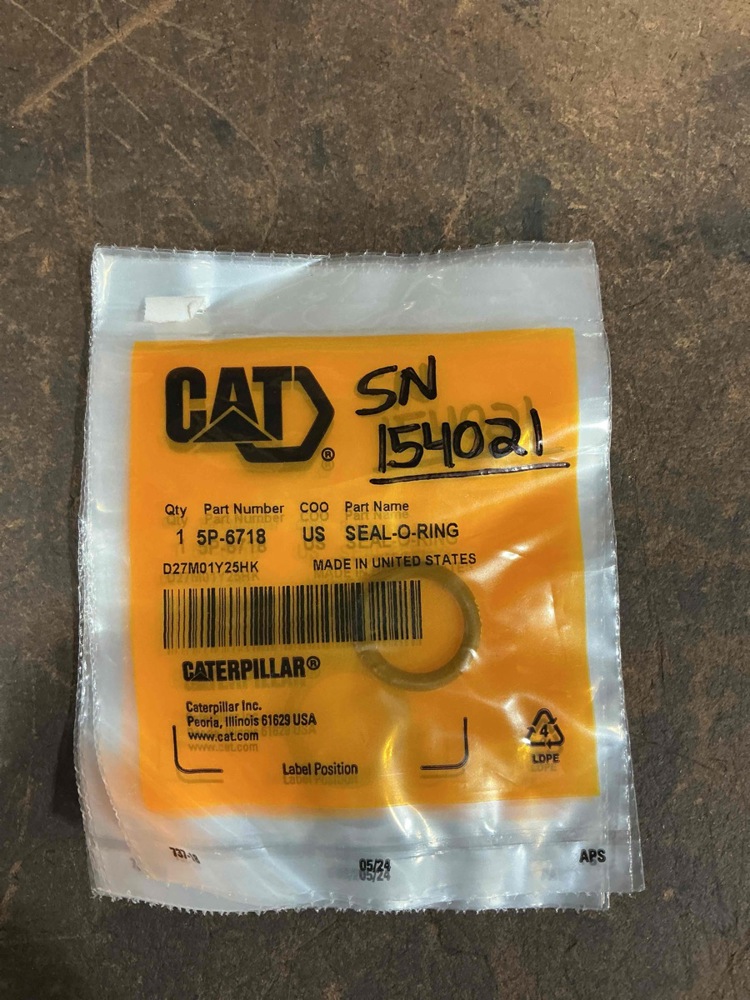 CAT®
SN
154021
Qty Part Number COO Part Name
1 5P-6718 US SEAL-O-RING
D27M01Y25HK MADE IN UNITED STATES
CATERPILLAR®
Caterpillar Inc.
Peoria, Illinois 61629 USA
www.cat.com
Label Position
4
LDPE
05/24
APS